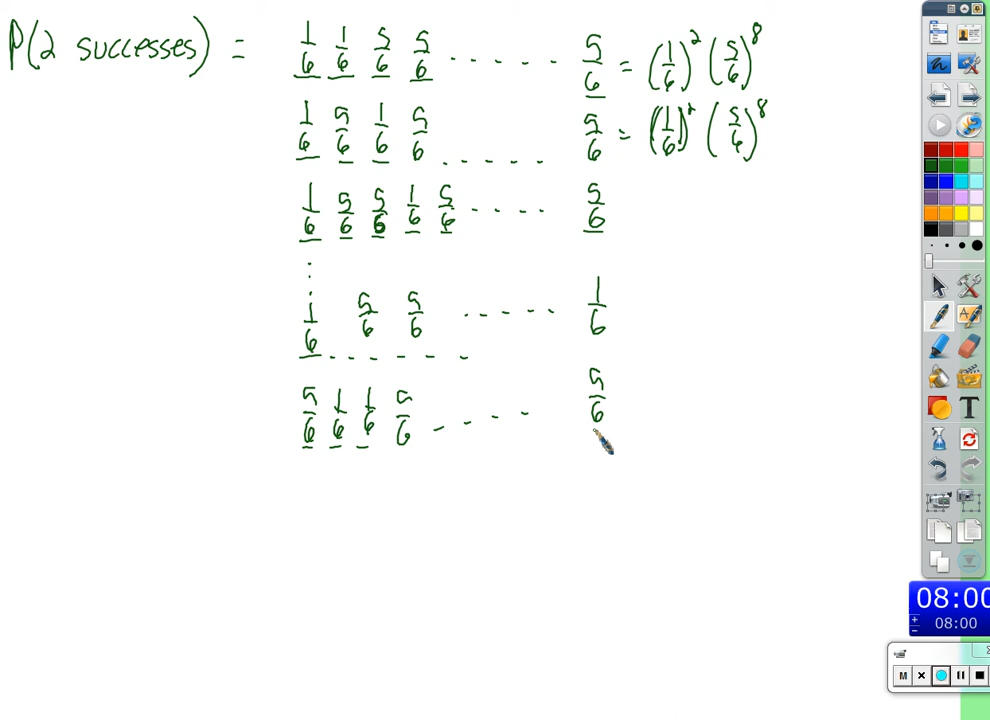 P(2 successes) = 1/6 1/6 5/6 5/6 ...... 5/6 = (1/6)^2 (5/6)^8
1/6 5/6 1/6 5/6 ...... 5/6 = (1/6)^2 (5/6)^8
1/6 5/6 5/6 1/6 5/6 ..... 5/6
⋮
1/6 5/6 5/6 ...... 1/6
5/6 1/6 1/6 5/6 .... 5/6
08:00
08:00
M